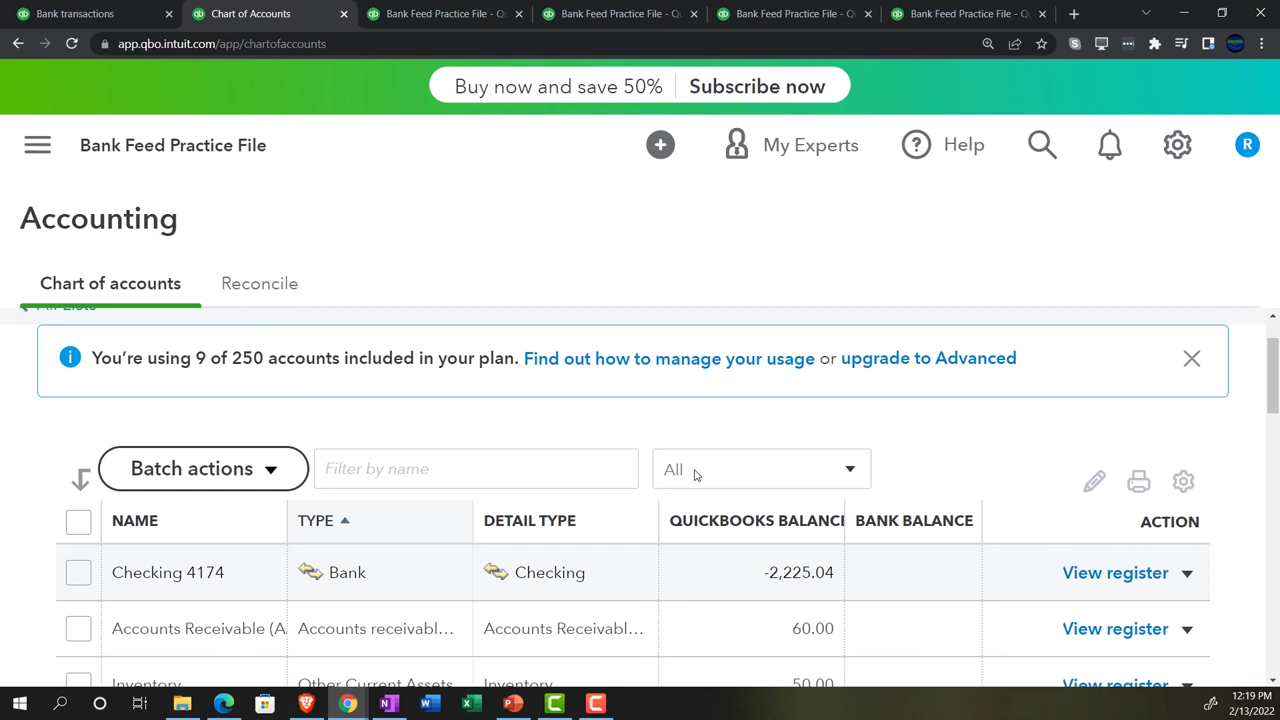 Bank transactions
Chart of Accounts
Bank Feed Practice File - Q
Bank Feed Practice File - Q
Bank Feed Practice File - Q
Bank Feed Practice File - Q
app.qbo.intuit.com/app/chartofaccounts
Buy now and save 50% Subscribe now
Bank Feed Practice File
My Experts
Help
R
Accounting
Chart of accounts
Reconcile
You're using 9 of 250 accounts included in your plan. Find out how to manage your usage or upgrade to Advanced
Batch actions
Filter by name
All
NAME TYPE DETAIL TYPE QUICKBOOKS BALANCE BANK BALANCE ACTION
Checking 4174 Bank Checking -2,225.04 View register
Accounts Receivable (A Accounts receivabl... Accounts Receivabl... 60.00 View register
Inventory Other Current Assets Inventory 50.00 View register
12:19 PM
2/13/2022